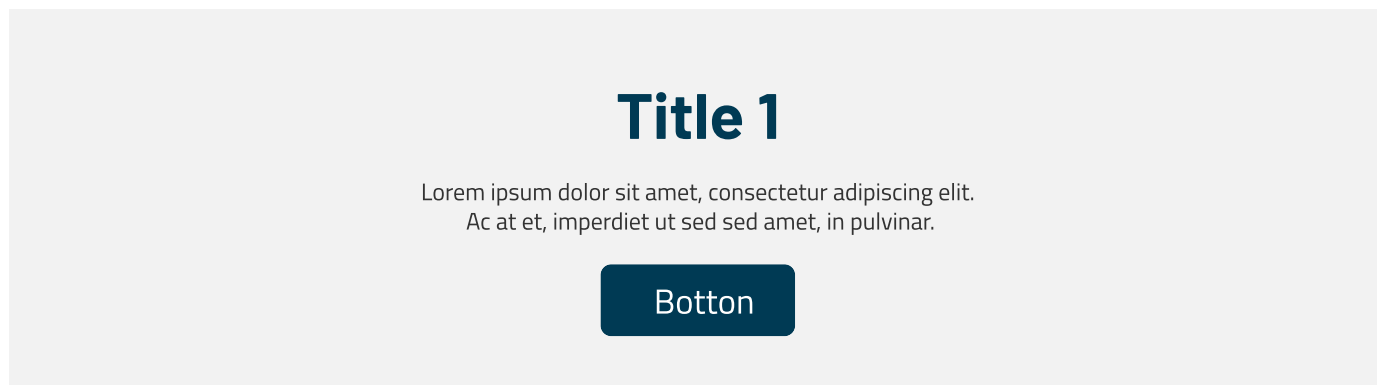 Title 1
Lorem ipsum dolor sit amet, consectetur adipiscing elit.
Ac at et, imperdiet ut sed sed amet, in pulvinar.
Botton